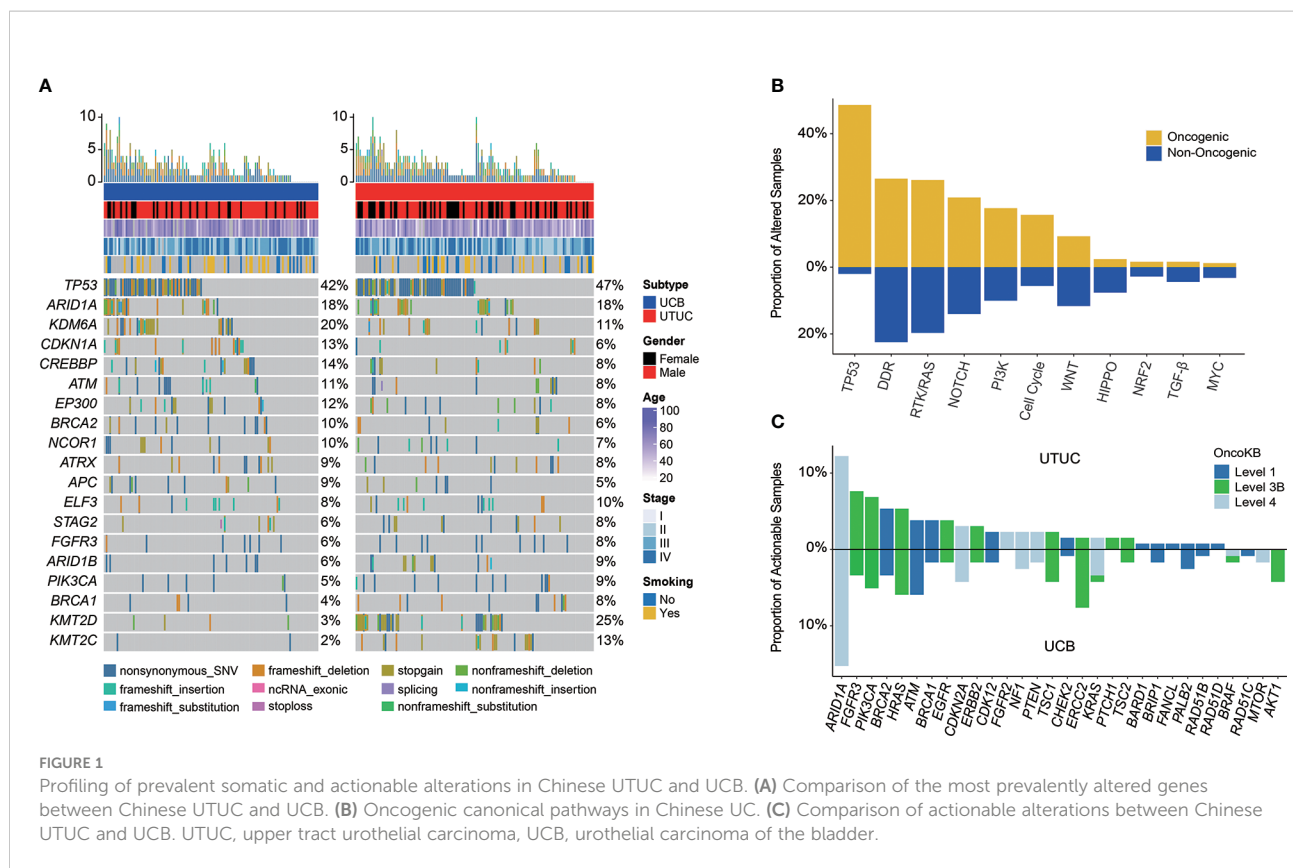 A
10
5
0
10
5
0
TP53 42% 47%
ARID1A 18% 18%
KDM6A 20% 11%
CDKN1A 13% 6%
CREBBP 14% 8%
ATM 11% 8%
EP300 12% 8%
BRCA2 10% 6%
NCOR1 10% 7%
ATRX 9% 8%
APC 9% 5%
ELF3 8% 10%
STAG2 6% 8%
FGFR3 6% 8%
ARID1B 6% 9%
PIK3CA 5% 9%
BRCA1 4% 8%
KMT2D 3% 25%
KMT2C 2% 13%
Subtype
UCB
UTUC
Gender
Female
Male
Age
100
80
60
40
20
Stage
I
II
III
IV
Smoking
No
Yes
nonsynonymous_SNV frameshift_deletion stopgain nonframeshift_deletion
frameshift_insertion ncRNA_exonic splicing nonframeshift_insertion
frameshift_substitution stoploss nonframeshift_substitution
B
Proportion of Altered Samples
40%
20%
0%
20%
Oncogenic
Non-Oncogenic
TP53
DDR
RTK/RAS
NOTCH
PI3K
Cell Cycle
WNT
HIPPO
NRF2
TGF-β
MYC
C
Proportion of Actionable Samples
10%
0%
10%
UTUC
UCB
OncoKB
Level 1
Level 3B
Level 4
ARID1A
FGFR3
PIK3CA
BRCA2
HRAS
ATM
BRCA1
EGFR
CDKN2A
ERBB2
CDK12
FGFR2
NF1
PTEN
TSC1
CHEK2
ERCC2
KRAS
PTCH1
TSC2
BARD1
BRIP1
FANCL
PALB2
RAD51B
RAD51D
BRAF
RAD51C
MTOR
AKT1
FIGURE 1
Profiling of prevalent somatic and actionable alterations in Chinese UTUC and UCB. (A) Comparison of the most prevalently altered genes
between Chinese UTUC and UCB. (B) Oncogenic canonical pathways in Chinese UC. (C) Comparison of actionable alterations between Chinese
UTUC and UCB. UTUC, upper tract urothelial carcinoma, UCB, urothelial carcinoma of the bladder.